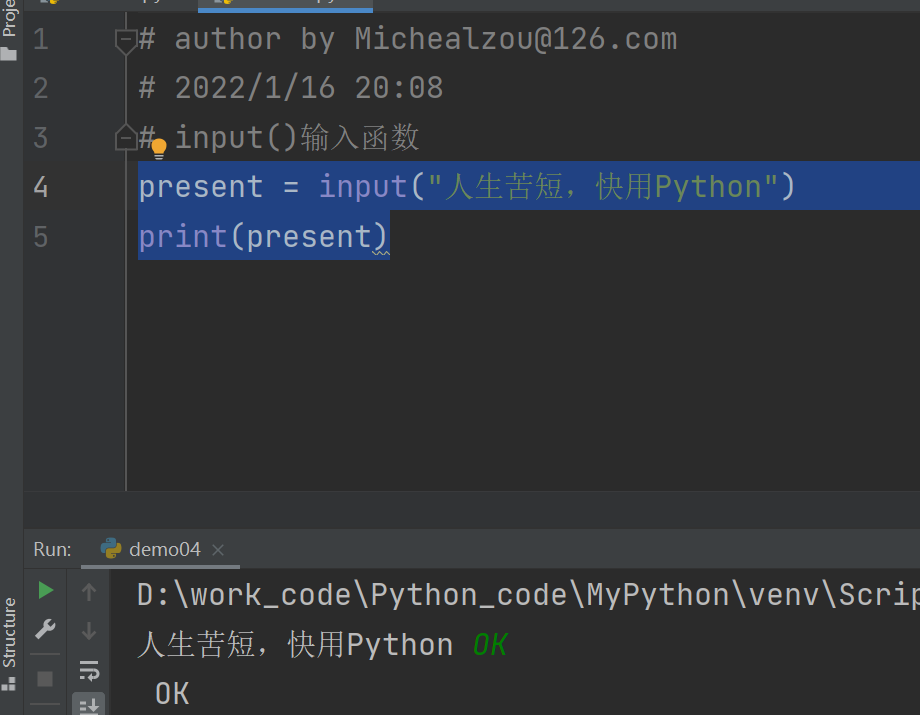 Proje
1 # author by Michealzou@126.com
2 # 2022/1/16 20:08
3 # input()输入函数
4 present = input("人生苦短，快用Python")
5 print(present)
Run: demo04
D:\work_code\Python_code\MyPython\venv\Scrip
人生苦短，快用Python OK
OK
Structure